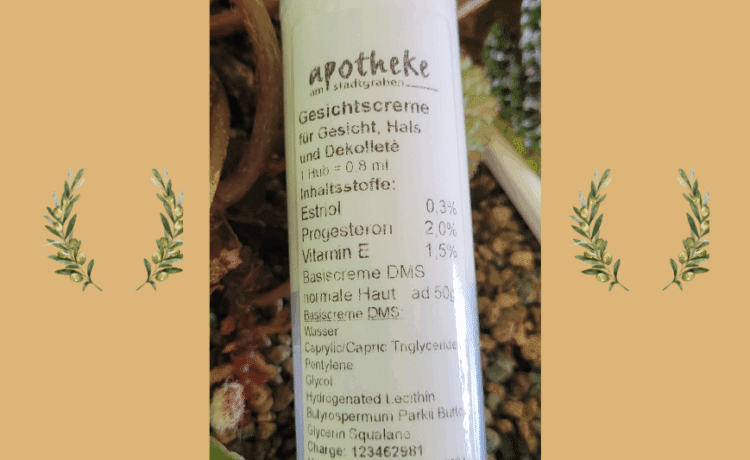 apotheke
am stadtgraben
Gesichtscreme
für Gesicht, Hals
und Dekolletè
1 Hub = 0,8 ml
Inhaltsstoffe:
Estriol 0,3%
Progesteron 2,0%
Vitamin E 1,5%
Basiscreme DMS
normale Haut ad 50g
Basiscreme DMS:
Wasser
Caprylic/Capric Triglyceride
Pentylene
Glycol
Hydrogenated Lecithin
Butyrospermum Parkii Butter
Glycerin Squalane
Charge: 123462981